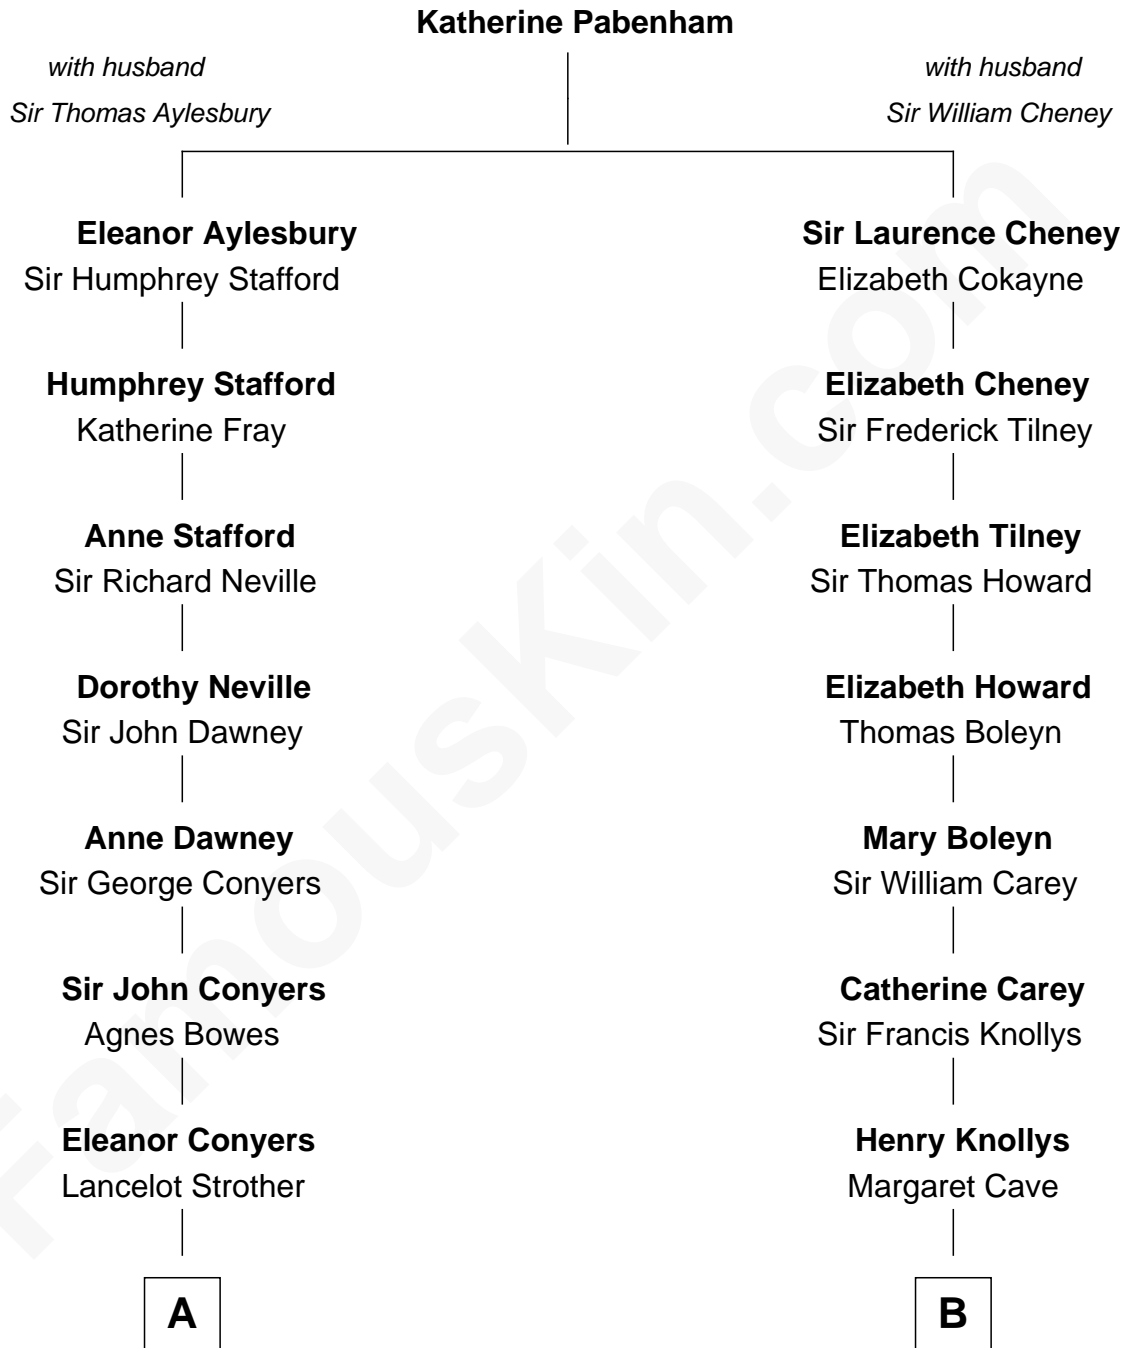 Katherine Pabenham
with husband
Sir Thomas Aylesbury
with husband
Sir William Cheney
Eleanor Aylesbury
Sir Humphrey Stafford
Sir Laurence Cheney
Elizabeth Cokayne
Humphrey Stafford
Katherine Fray
Elizabeth Cheney
Sir Frederick Tilney
Anne Stafford
Sir Richard Neville
Elizabeth Tilney
Sir Thomas Howard
Dorothy Neville
Sir John Dawney
Elizabeth Howard
Thomas Boleyn
Anne Dawney
Sir George Conyers
Mary Boleyn
Sir William Carey
Sir John Conyers
Agnes Bowes
Catherine Carey
Sir Francis Knollys
Eleanor Conyers
Lancelot Strother
Henry Knollys
Margaret Cave
A
B
FamousKin.com